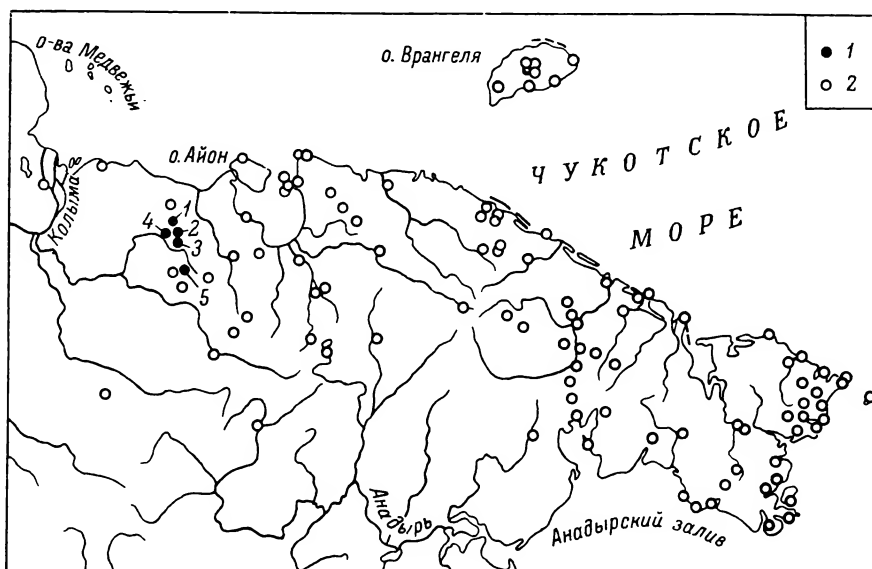 о-ва Медвежьи
о. Врангеля
1
2
ЧУКОТСКОЕ
МОРЕ
о. Айон
Колыма
1
4
2
3
5
Анадырь
Анадырский залив